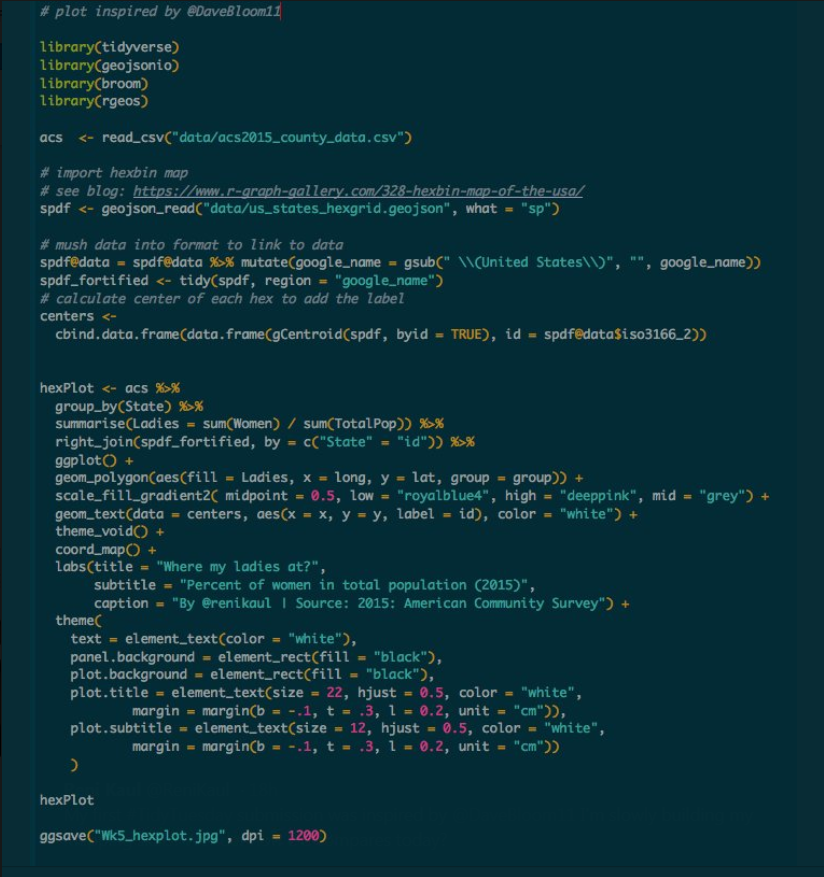 # plot inspired by @DaveBloom11
library(tidyverse)
library(geojsonio)
library(broom)
library(rgeos)
acs  <- read_csv("data/acs2015_county_data.csv")
# import hexbin map
# see blog: https://www.r-graph-gallery.com/328-hexbin-map-of-the-usa/
spdf <- geojson_read("data/us_states_hexgrid.geojson", what = "sp")
# mush data into format to link to data
spdf@data = spdf@data %>% mutate(google_name = gsub(" \\(United States\\)", "", google_name))
spdf_fortified <- tidy(spdf, region = "google_name")
# calculate center of each hex to add the label
centers <-
  cbind.data.frame(data.frame(gCentroid(spdf, byid = TRUE), id = spdf@data$iso3166_2))
hexPlot <- acs %>%
  group_by(State) %>%
  summarise(Ladies = sum(Women) / sum(TotalPop)) %>%
  right_join(spdf_fortified, by = c("State" = "id")) %>%
  ggplot() +
  geom_polygon(aes(fill = Ladies, x = long, y = lat, group = group)) +
  scale_fill_gradient2( midpoint = 0.5, low = "royalblue4", high = "deeppink", mid = "grey") +
  geom_text(data = centers, aes(x = x, y = y, label = id), color = "white") +
  theme_void() +
  coord_map() +
  labs(title = "Where my ladies at?",
       subtitle = "Percent of women in total population (2015)",
       caption = "By @renikaul | Source: 2015: American Community Survey") +
  theme(
    text = element_text(color = "white"),
    panel.background = element_rect(fill = "black"),
    plot.background = element_rect(fill = "black"),
    plot.title = element_text(size = 22, hjust = 0.5, color = "white",
            margin = margin(b = -.1, t = .3, l = 0.2, unit = "cm")),
    plot.subtitle = element_text(size = 12, hjust = 0.5, color = "white",
            margin = margin(b = -.1, t = .3, l = 0.2, unit = "cm"))
    )
hexPlot
ggsave("Wk5_hexplot.jpg", dpi = 1200)